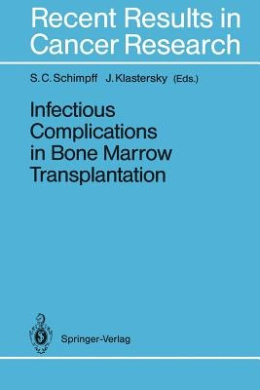 Recent Results in
Cancer Research
S. C. Schimpff J. Klastersky (Eds.)
Infectious
Complications
in Bone Marrow
Transplantation
Springer-Verlag